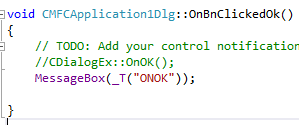 void CMFCApplication1Dlg::OnBnClickedOk()
{
// TODO: Add your control notification
//CDialogEx::OnOK();
MessageBox(_T("ONOK"));
}